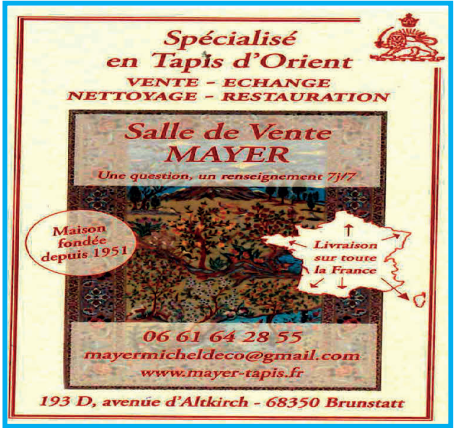 Spécialisé
en Tapis d'Orient
VENTE - ECHANGE
NETTOYAGE - RESTAURATION
Salle de Vente
MAYER
Une question, un renseignement 7j/7
Maison
fondée
depuis 1951
Livraison
sur toute
la France
06 61 64 28 55
mayermicheldeco@gmail.com
www.mayer-tapis.fr
193 D, avenue d'Altkirch - 68350 Brunstatt